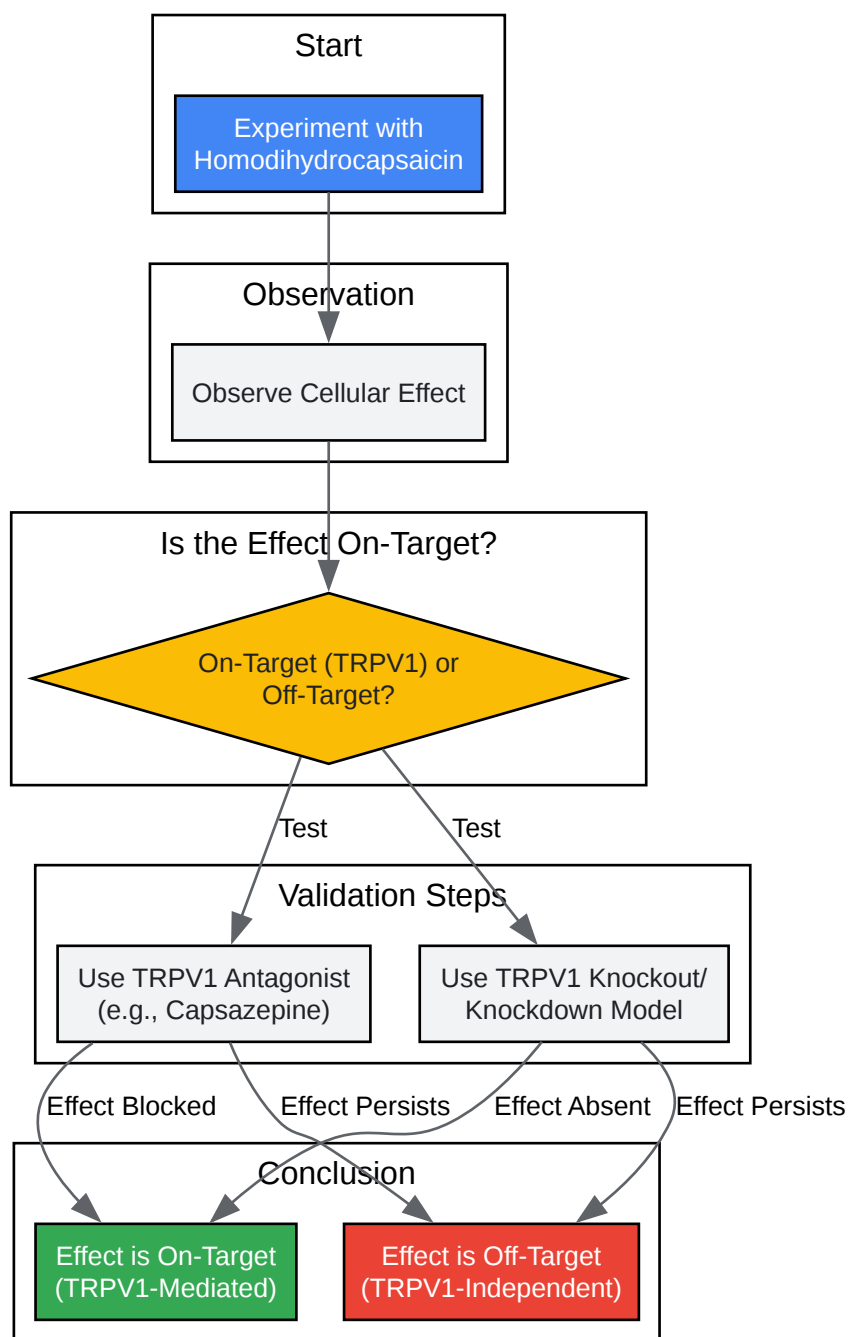 Start
Experiment with
Homodihydrocapsaicin
Observation
Observe Cellular Effect
Is the Effect On-Target?
On-Target (TRPV1) or
Off-Target?
Test
Test
Validation Steps
Use TRPV1 Antagonist
(e.g., Capsazepine)
Use TRPV1 Knockout/
Knockdown Model
Effect Blocked
Effect Persists
Effect Absent
Effect Persists
Conclusion
Effect is On-Target
(TRPV1-Mediated)
Effect is Off-Target
(TRPV1-Independent)